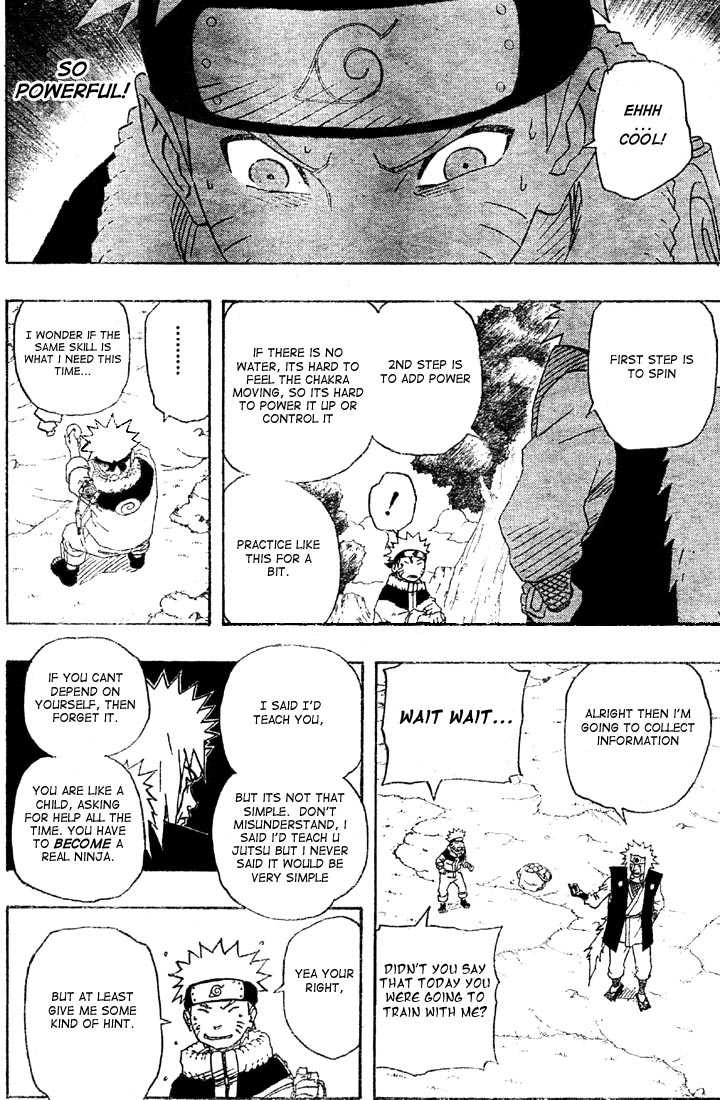 EHHH
...
COOL!
SO
POWERFUL!
FIRST STEP IS
TO SPIN
2ND STEP IS
TO ADD POWER
IF THERE IS NO
WATER, ITS HARD TO
FEEL THE CHAKRA
MOVING, SO ITS HARD
TO POWER IT UP OR
CONTROL IT
!
PRACTICE LIKE
THIS FOR A
BIT.
........
I WONDER IF THE
SAME SKILL IS
WHAT I NEED THIS
TIME...
ALRIGHT THEN I'M
GOING TO COLLECT
INFORMATION
WAIT WAIT...
DIDN'T YOU SAY
THAT TODAY YOU
WERE GOING TO
TRAIN WITH ME?
I SAID I'D
TEACH YOU,
BUT ITS NOT THAT
SIMPLE. DON'T
MISUNDERSTAND, I
SAID I'D TEACH U
JUTSU BUT I NEVER
SAID IT WOULD BE
VERY SIMPLE
IF YOU CANT
DEPEND ON
YOURSELF, THEN
FORGET IT.
YOU ARE LIKE A
CHILD, ASKING
FOR HELP ALL THE
TIME. YOU HAVE
TO BECOME A
REAL NINJA.
YEA YOUR
RIGHT,
BUT AT LEAST
GIVE ME SOME
KIND OF HINT.